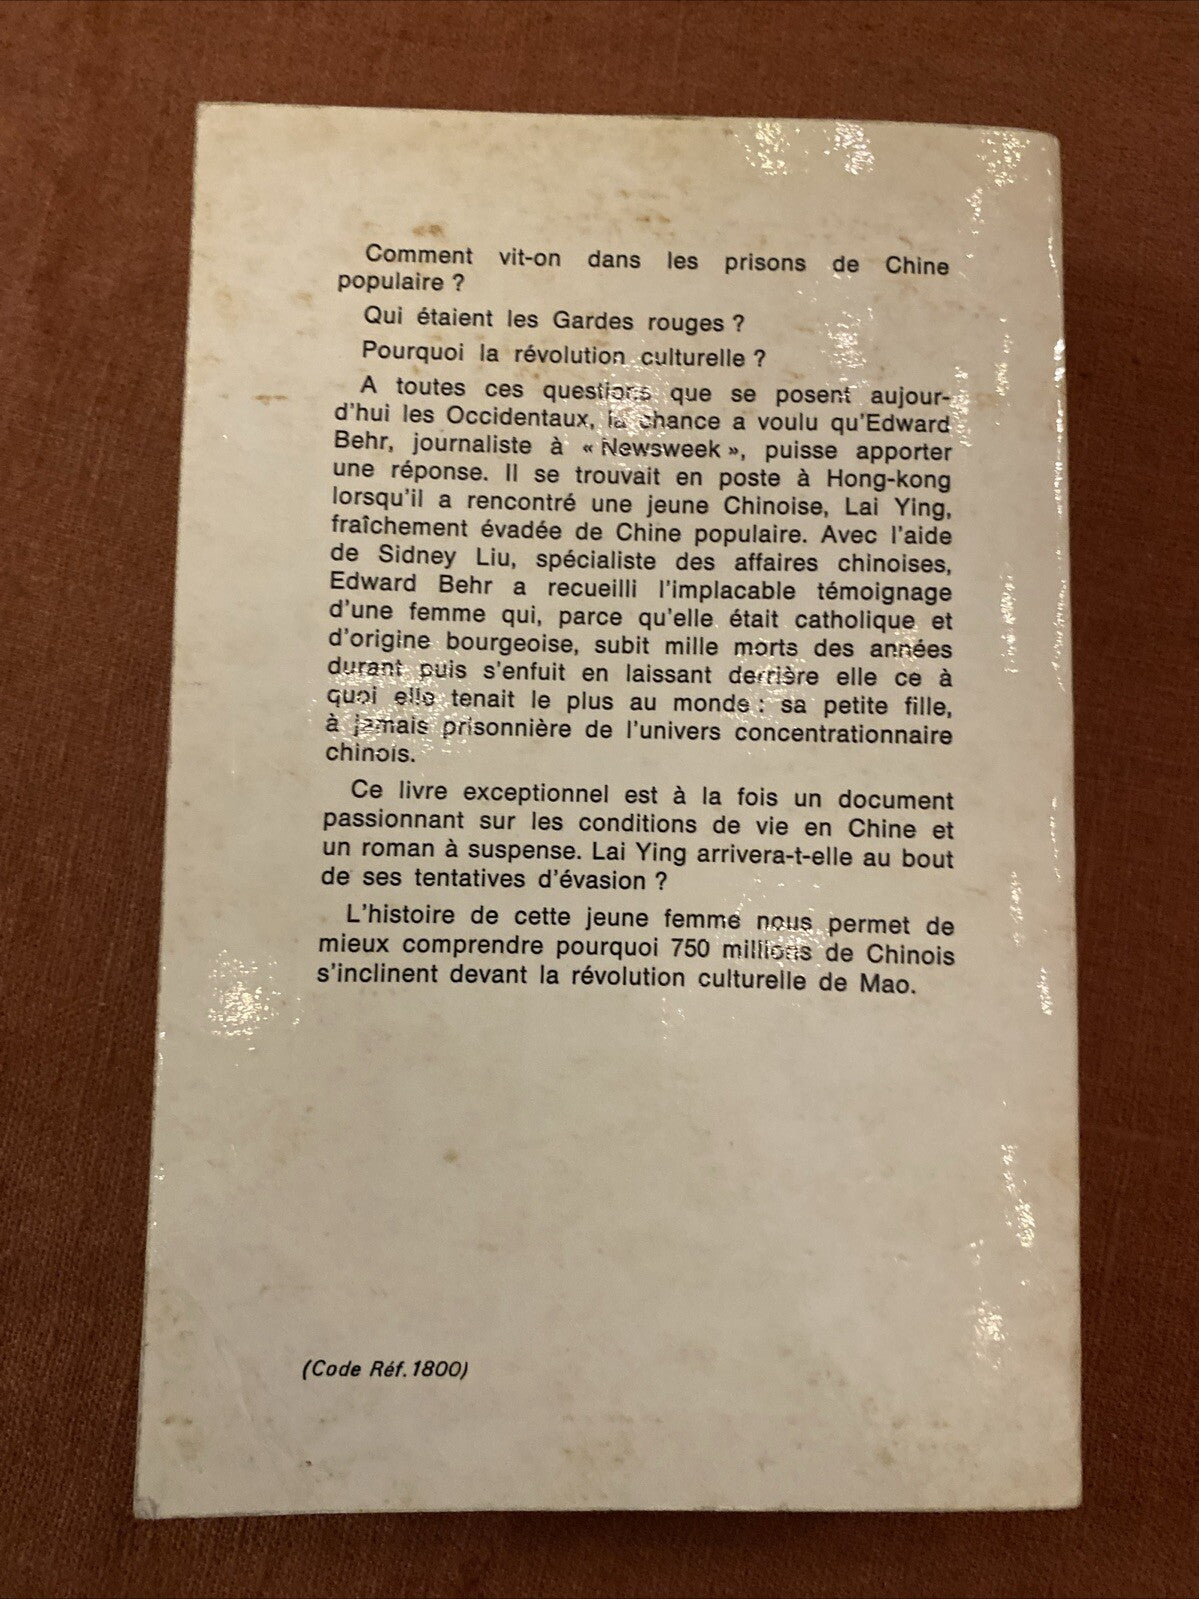 Comment vit-on dans les prisons de Chine
populaire ?
Qui étaient les Gardes rouges ?
Pourquoi la révolution culturelle ?
A toutes ces questions que se posent aujour-
d'hui les Occidentaux, la chance a voulu qu'Edward
Behr, journaliste à « Newsweek », puisse apporter
une réponse. Il se trouvait en poste à Hong-kong
lorsqu'il a rencontré une jeune Chinoise, Lai Ying,
fraîchement évadée de Chine populaire. Avec l'aide
de Sidney Liu, spécialiste des affaires chinoises,
Edward Behr a recueilli l'implacable témoignage
d'une femme qui, parce qu'elle était catholique et
d'origine bourgeoise, subit mille morts des années
durant puis s'enfuit en laissant derrière elle ce à
quoi elle tenait le plus au monde : sa petite fille,
à jamais prisonnière de l'univers concentrationnaire
chinois.
Ce livre exceptionnel est à la fois un document
passionnant sur les conditions de vie en Chine et
un roman à suspense. Lai Ying arrivera-t-elle au bout
de ses tentatives d'évasion ?
L'histoire de cette jeune femme nous permet de
mieux comprendre pourquoi 750 millions de Chinois
s'inclinent devant la révolution culturelle de Mao.
(Code Réf. 1800)